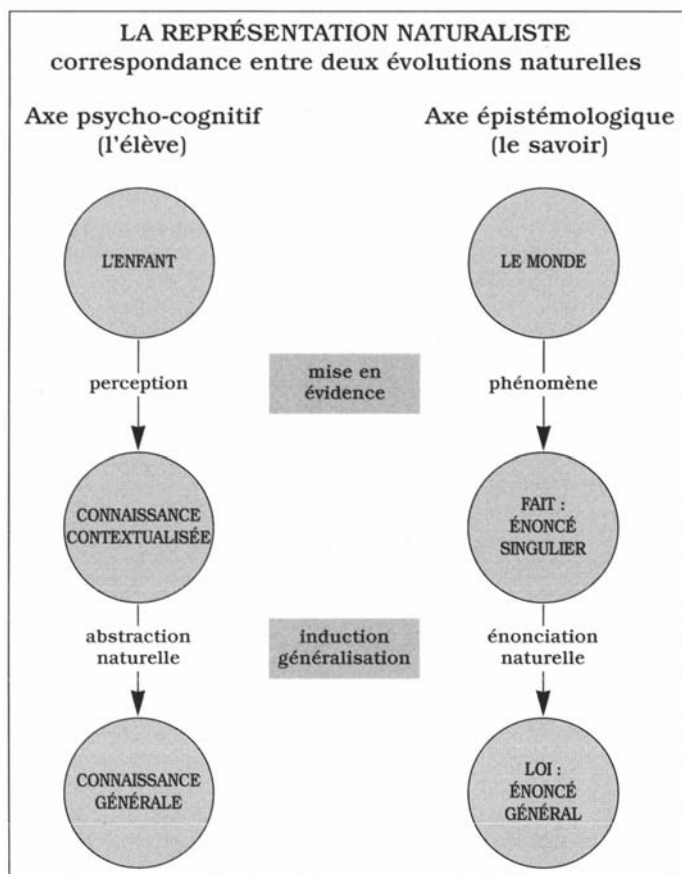 LA REPRÉSENTATION NATURALISTE
correspondance entre deux évolutions naturelles
Axe psycho-cognitif
(l'élève)
Axe épistémologique
(le savoir)
L'ENFANT
LE MONDE
perception
mise en
évidence
phénomène
CONNAISSANCE
CONTEXTUALISÉE
FAIT :
ÉNONCÉ
SINGULIER
abstraction
naturelle
induction
généralisation
énonciation
naturelle
CONNAISSANCE
GÉNÉRALE
LOI :
ÉNONCÉ
GÉNÉRAL